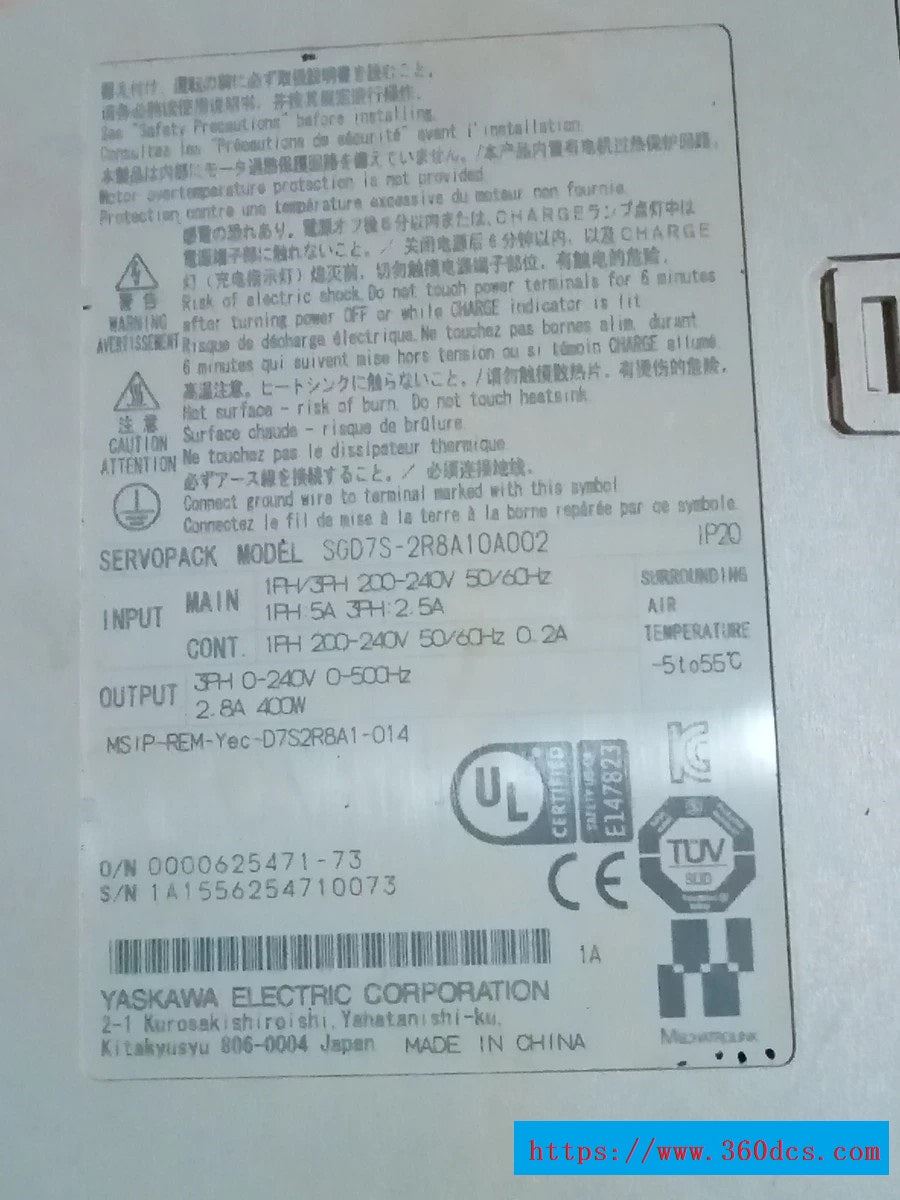 据え付け、運転の前に必ず取扱説明書を読むこと。
请务必熟读使用说明书，并按其规定进行操作。
See "Safety Precautions" before installing.
Consultez les "Précautions de sécurité" avant l'installation.
本製品は内部にモータ過熱保護回路を備えていません。/本产品内置有电机过热保护回路。
Motor overtemperature protection is not provided.
Protection contre une température excessive du moteur non fournie.
感電の恐れあり。電源オフ後6分以内または、CHARGEランプ点灯中は
電源端子部に触れないこと。/ 关闭电源后6分钟以内，以及CHARGE
灯（充电指示灯）熄灭前，切勿触摸电源端子部位，有触电的危险。
警告
WARNING
AVERTISSEMENT
Risk of electric shock. Do not touch power terminals for 6 minutes
after turning power OFF or while CHARGE indicator is lit.
Risque de décharge électrique. Ne touchez pas bornes alim. durant
6 minutes qui suivent mise hors tension ou si témoin CHARGE allumé.
高温注意。ヒートシンクに触らないこと。/请勿触摸散热片，有烫伤的危险。
注意
CAUTION
ATTENTION
Hot surface - risk of burn. Do not touch heatsink.
Surface chaude - risque de brûlure.
Ne touchez pas le dissipateur thermique.
必ずアース線を接続すること。/ 必须连接地线。
Connect ground wire to terminal marked with this symbol.
Connectez le fil de mise à la terre à la borne repérée par ce symbole.
SERVOPACK MODEL SGD7S-2R8A10A002 IP20
INPUT MAIN 1PH/3PH 200-240V 50/60Hz
1PH:5A 3PH:2.5A
CONT. 1PH 200-240V 50/60Hz 0.2A
SURROUNDING
AIR
TEMPERATURE
-5to55℃
OUTPUT 3PH 0-240V 0-500Hz
2.8A 400W
MSIP-REM-Yec-D7S2R8A1-014
UL CERTIFIED
E147823
O/N 0000625471-73
S/N 1A1556254710073
CE
TÜV
SÜD
1A
YASKAWA ELECTRIC CORPORATION
2-1 Kurosakishiroishi, Yahatanishi-ku,
Kitakyusyu 806-0004 Japan MADE IN CHINA
MECHATROLINK
https://www.360dcs.com